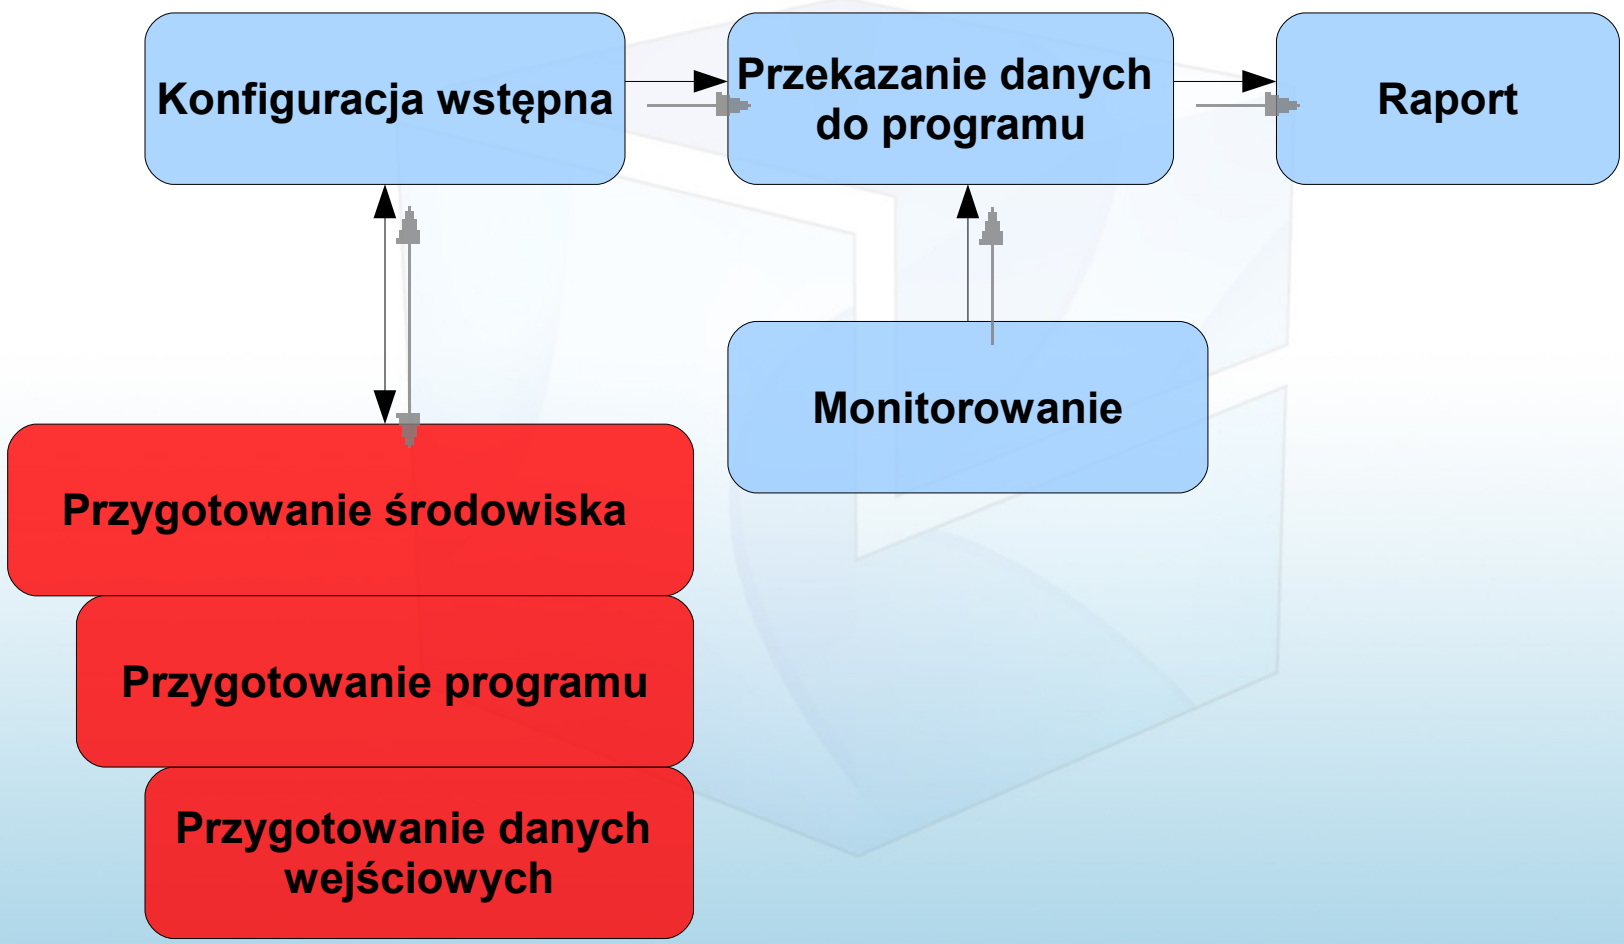 Konfiguracja wstępna
Przekazanie danych
do programu
Raport
Monitorowanie
Przygotowanie środowiska
Przygotowanie programu
Przygotowanie danych
wejściowych